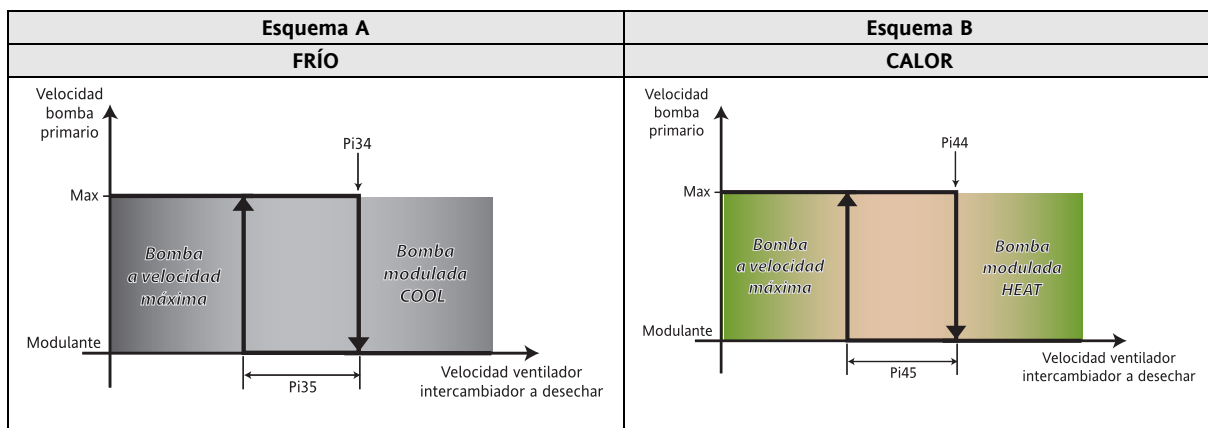 Esquema A
FRÍO
Velocidad
bomba
primario
Pi34
Max
Bomba
a velocidad
máxima
Bomba
modulada
COOL
Modulante
Pi35
Velocidad ventilador
intercambiador a desechar
Esquema B
CALOR
Velocidad
bomba
primario
Pi44
Max
Bomba
a velocidad
máxima
Bomba
modulada
HEAT
Modulante
Pi45
Velocidad ventilador
intercambiador a desechar